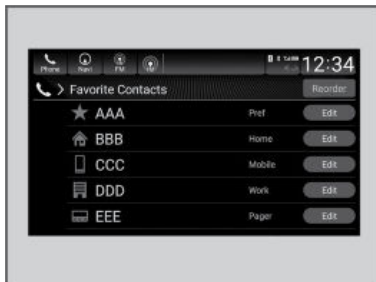 Phone Navi FM
12:34
Favorite Contacts Reorder
AAA Pref Edit
BBB Home Edit
CCC Mobile Edit
DDD Work Edit
EEE Pager Edit